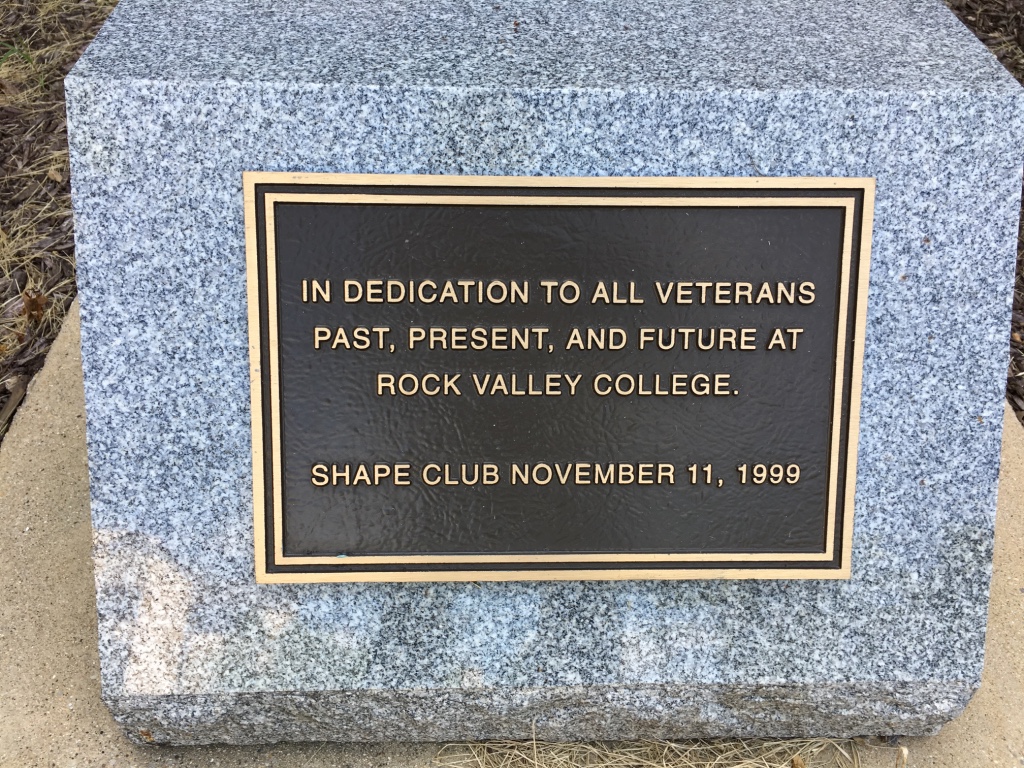 IN DEDICATION TO ALL VETERANS
PAST, PRESENT, AND FUTURE AT
ROCK VALLEY COLLEGE.
SHAPE CLUB NOVEMBER 11, 1999